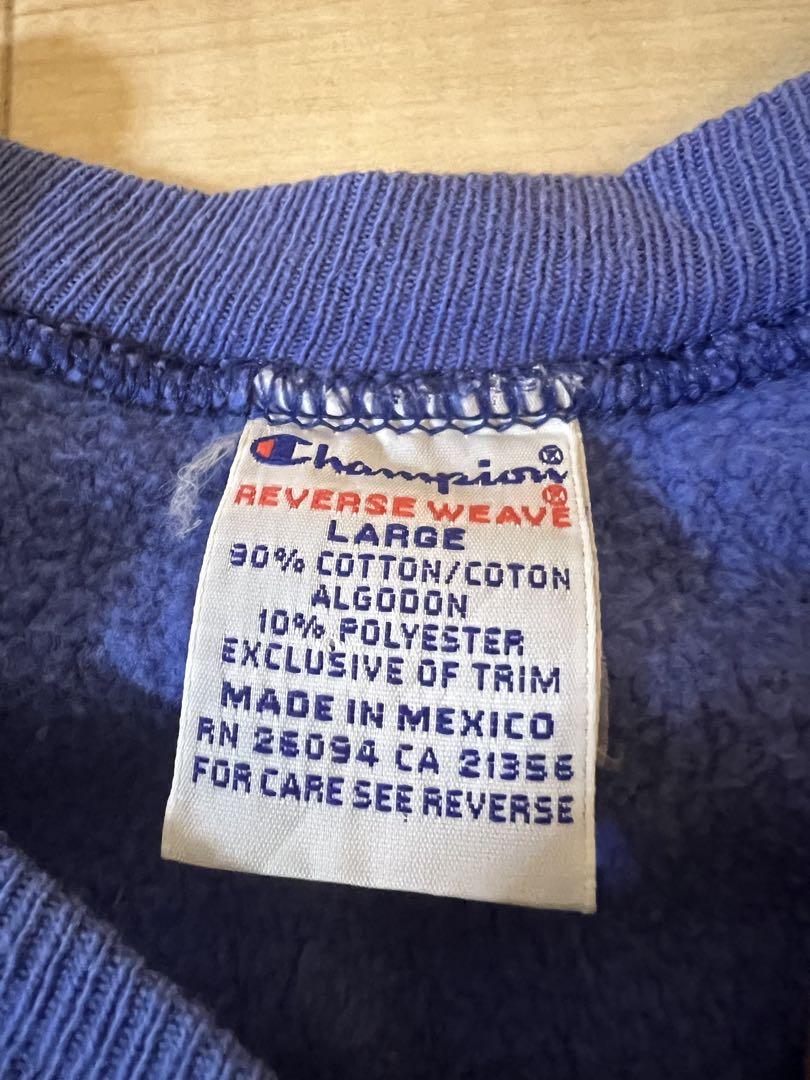 Champion®
REVERSE WEAVE®
LARGE
90% COTTON/COTON
ALGODON
10% POLYESTER
EXCLUSIVE OF TRIM
MADE IN MEXICO
RN 26094 CA 21356
FOR CARE SEE REVERSE